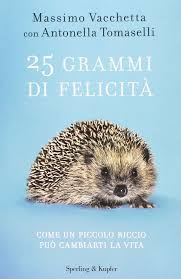 Massimo Vacchetta
con Antonella Tomaselli
25 GRAMMI
DI FELICITÀ
COME UN PICCOLO RICCIO
PUÒ CAMBIARTI LA VITA
Sperling & Kupfer